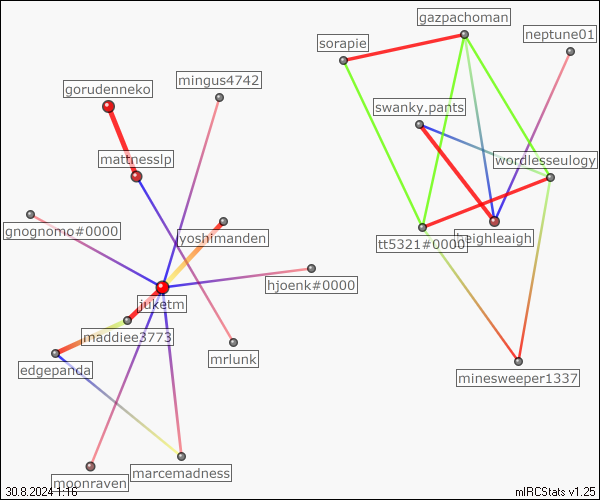 gazpachoman
neptune01
sorapie
mingus4742
gorudenneko
swanky.pants
mattnesslp
wordlesseulogy
gnognomo#0000
yoshimanden
tt5321#0000
heighleaigh
hjoenk#0000
juketm
maddiee3773
mrlunk
edgepanda
minesweeper1337
marcemadness
moonraven
30.8.2024 1:16
mIRCStats v1.25